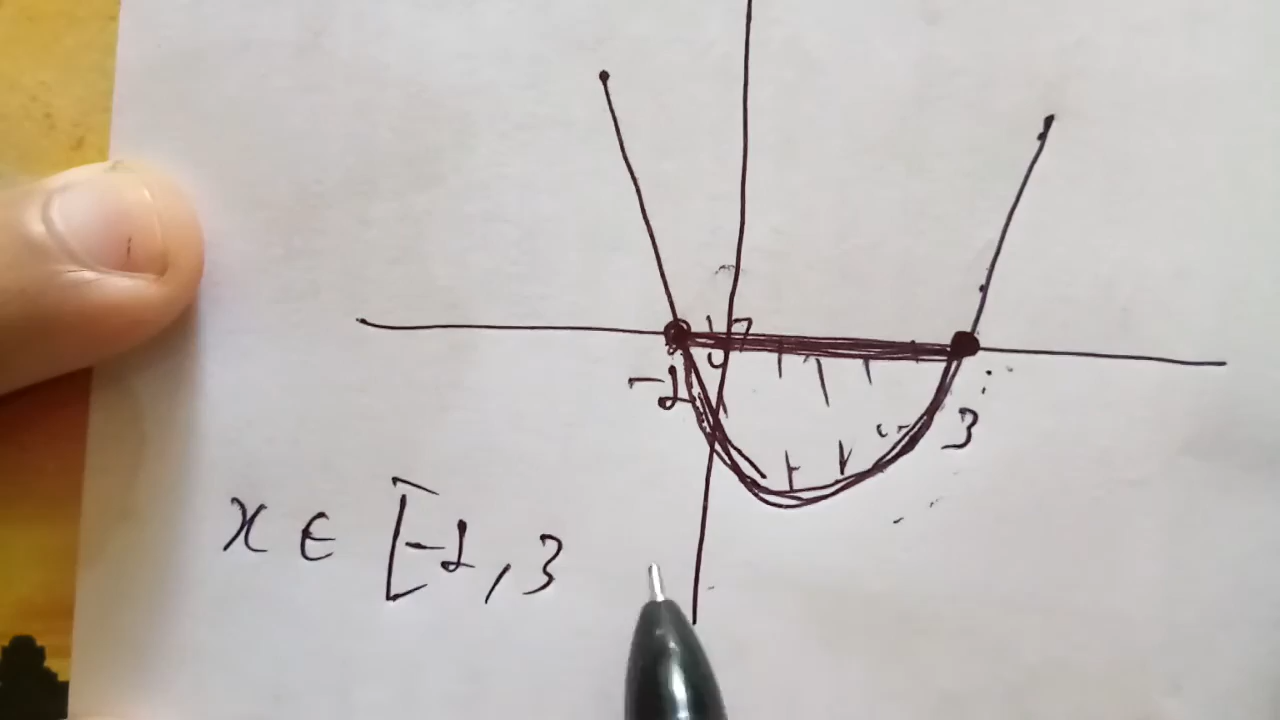 -1
3
x ∈ [-1, 3